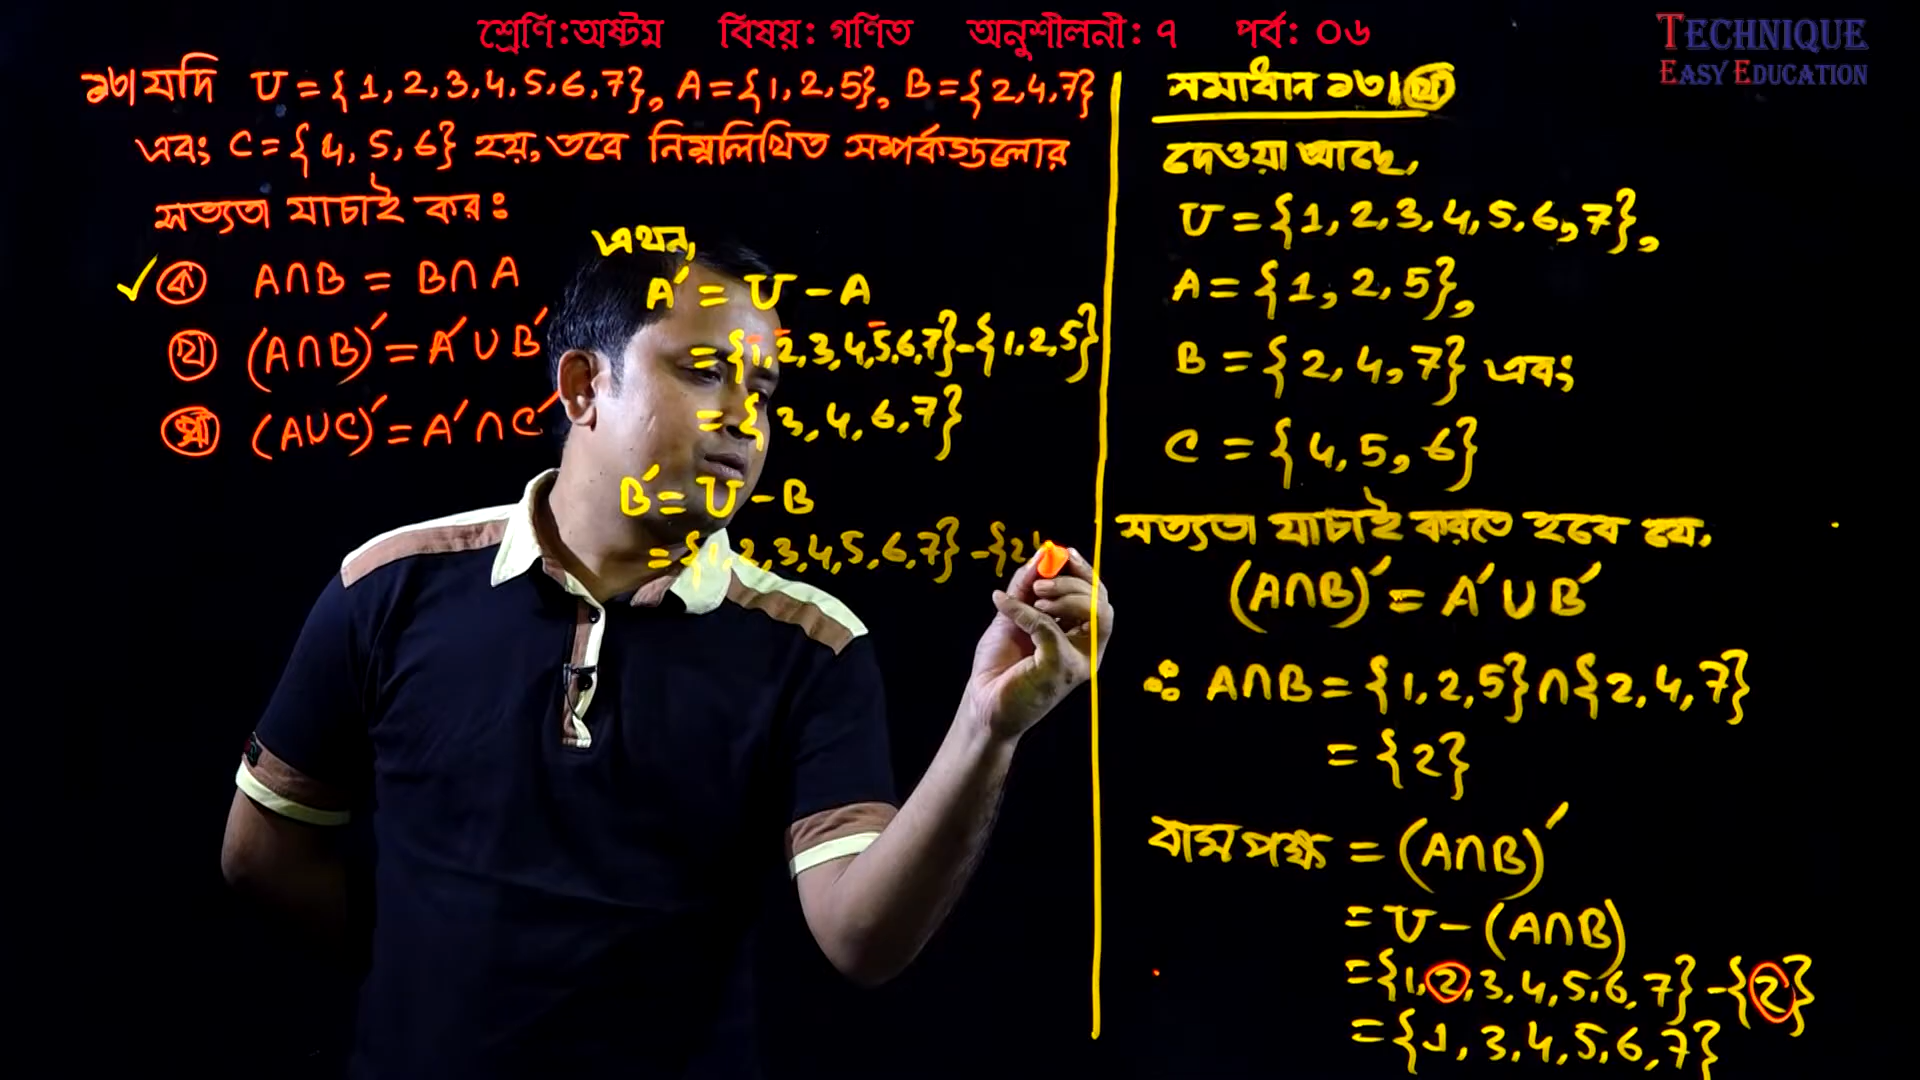 শ্রেণি:অষ্টম বিষয়: গণিত অনুশীলনী: ৭ পর্ব: ০৬
TECHNIQUE
EASY EDUCATION
১৩। যদি U = {1, 2, 3, 4, 5, 6, 7}, A = {1, 2, 5}, B = {2, 4, 7}
এবং C = {4, 5, 6} হয়, তবে নিম্নলিখিত সম্পর্কগুলোর
সত্যতা যাচাই কর:
✓ ক A∩B = B∩A
খ (A∩B)′ = A′∪B′
গ (A∪C)′ = A′∩C′
এখন,
A′ = U - A
= {1, 2, 3, 4, 5, 6, 7} - {1, 2, 5}
= {3, 4, 6, 7}
B′ = U - B
= {1, 2, 3, 4, 5, 6, 7} - {2
সমাধান ১৩। খ
দেওয়া আছে,
U = {1, 2, 3, 4, 5, 6, 7},
A = {1, 2, 5},
B = {2, 4, 7} এবং
C = {4, 5, 6}
সত্যতা যাচাই করতে হবে যে,
(A∩B)′ = A′∪B′
∴ A∩B = {1, 2, 5} ∩ {2, 4, 7}
= {2}
বামপক্ষ = (A∩B)′
= U - (A∩B)
= {1, 2, 3, 4, 5, 6, 7} - {2}
= {1, 3, 4, 5, 6, 7}